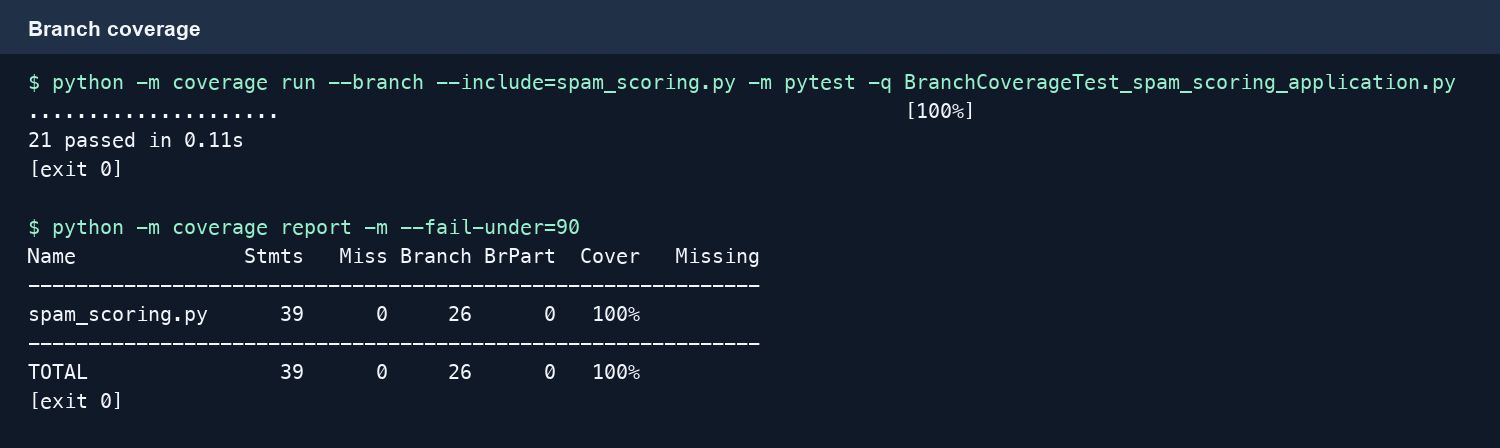 Branch coverage
$ python -m coverage run --branch --include=spam_scoring.py -m pytest -q BranchCoverageTest_spam_scoring_application.py
..................... [100%]
21 passed in 0.11s
[exit 0]
$ python -m coverage report -m --fail-under=90
Name Stmts Miss Branch BrPart Cover Missing
-------------------------------------------------------------
spam_scoring.py 39 0 26 0 100%
-------------------------------------------------------------
TOTAL 39 0 26 0 100%
[exit 0]